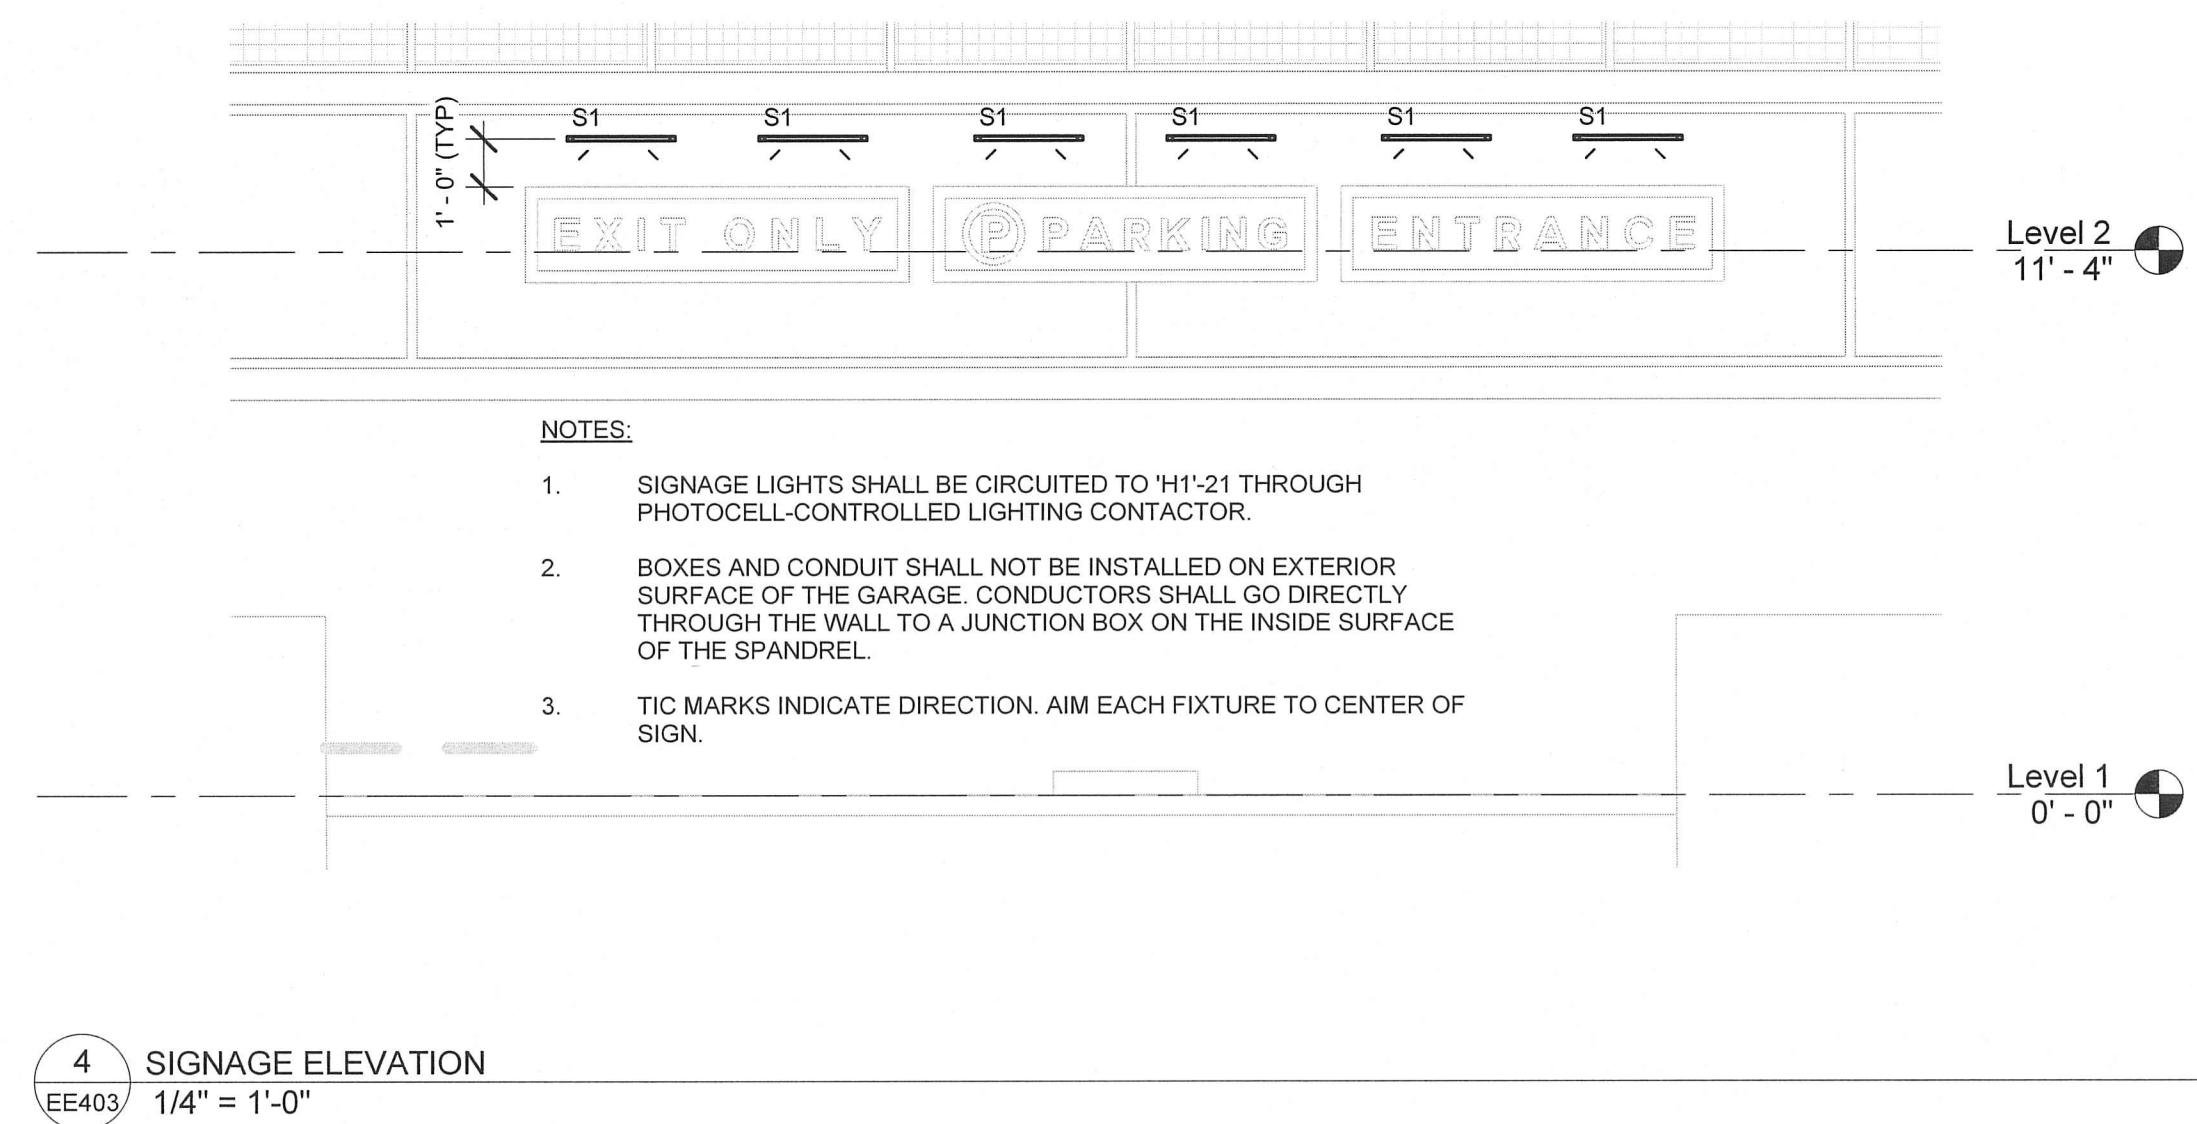 S1 S1 S1 S1 S1 S1
1' - 0" (TYP)
EXIT ONLY P PARKING ENTRANCE
Level 2
11' - 4"
NOTES:
1. SIGNAGE LIGHTS SHALL BE CIRCUITED TO 'H1'-21 THROUGH
PHOTOCELL-CONTROLLED LIGHTING CONTACTOR.
2. BOXES AND CONDUIT SHALL NOT BE INSTALLED ON EXTERIOR
SURFACE OF THE GARAGE. CONDUCTORS SHALL GO DIRECTLY
THROUGH THE WALL TO A JUNCTION BOX ON THE INSIDE SURFACE
OF THE SPANDREL.
3. TIC MARKS INDICATE DIRECTION. AIM EACH FIXTURE TO CENTER OF
SIGN.
Level 1
0' - 0"
4 SIGNAGE ELEVATION
EE403 1/4" = 1'-0"